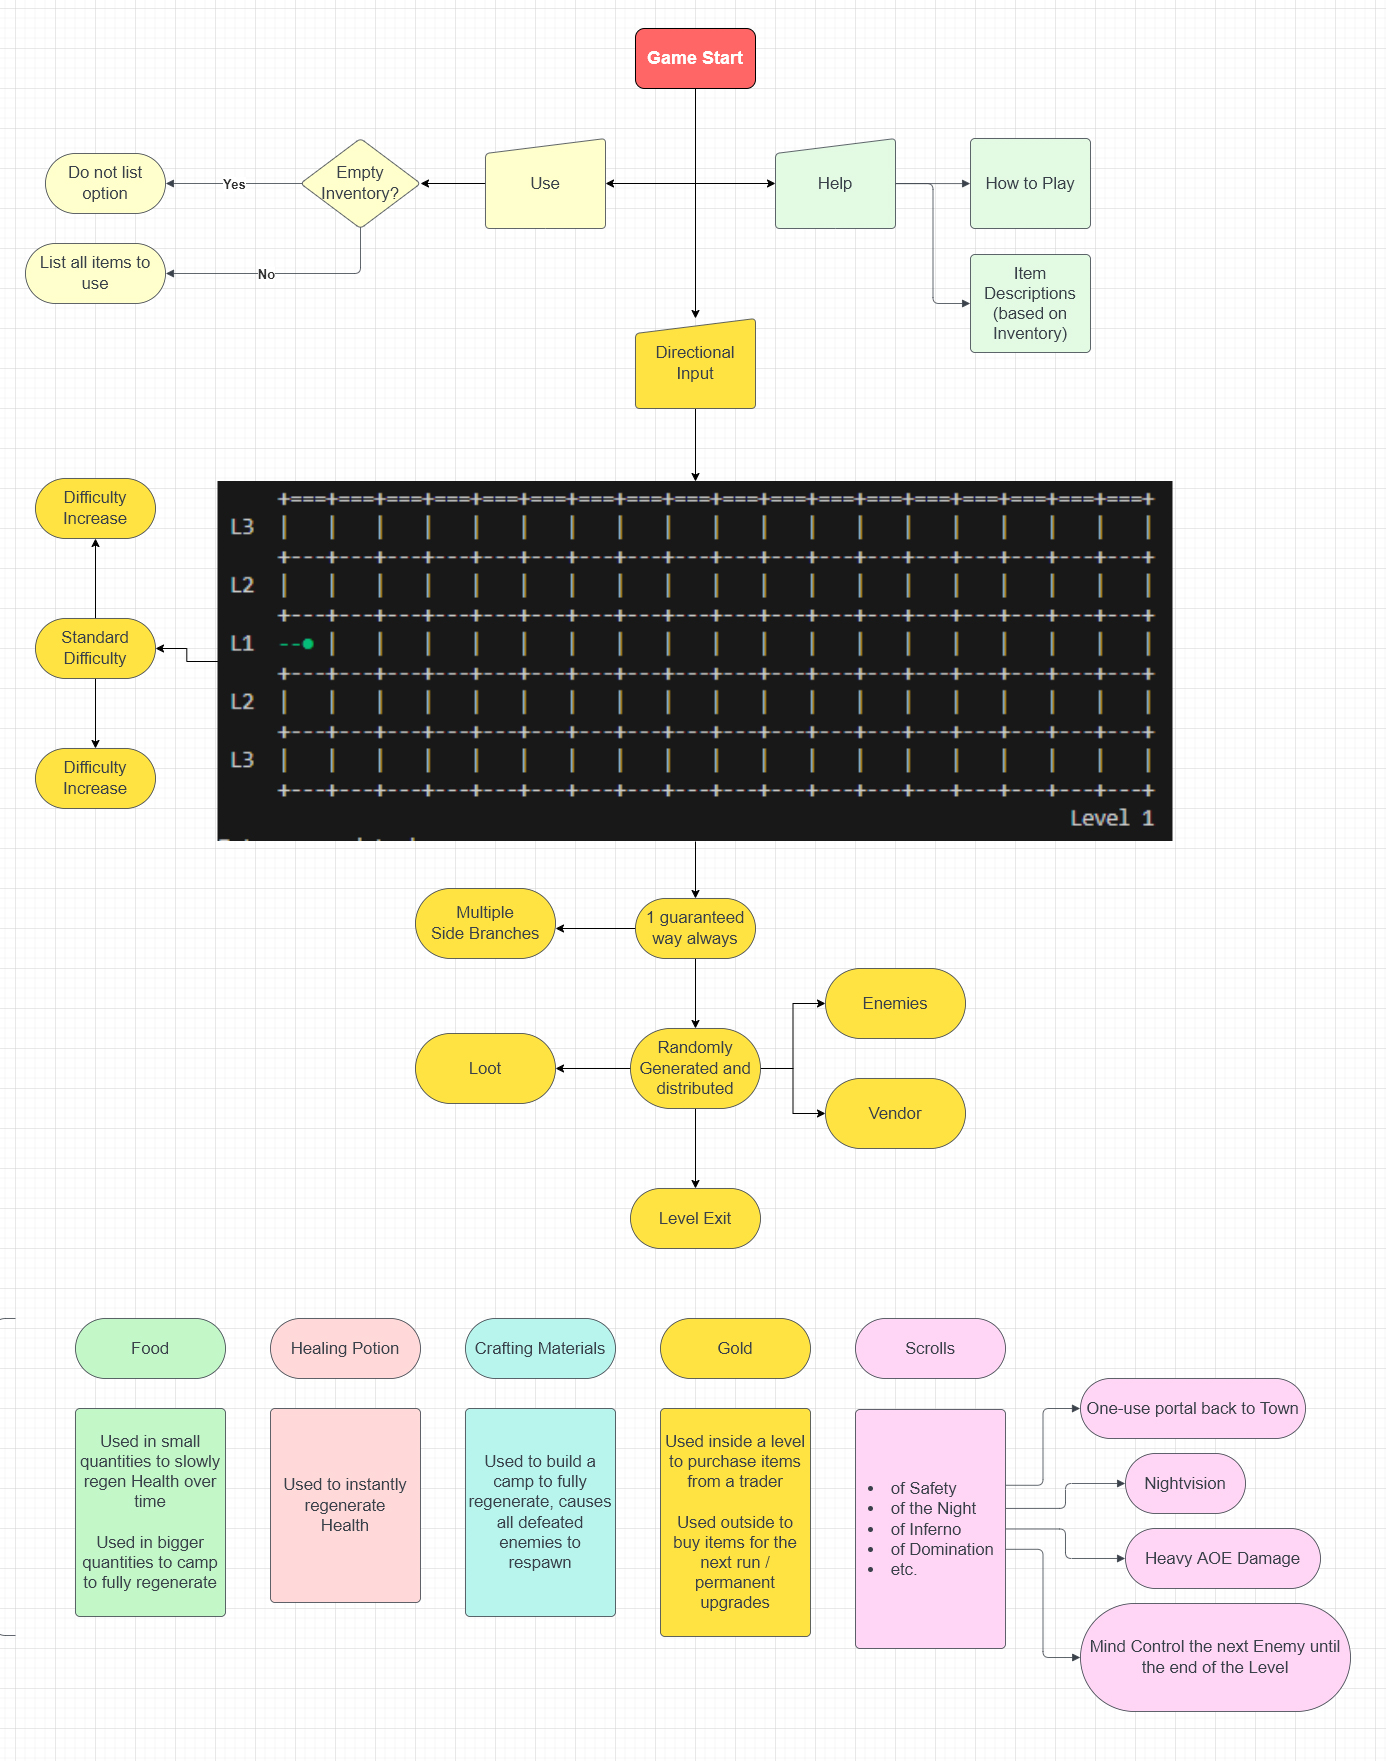 Game Start
Do not list
option
Yes
Empty
Inventory?
Use
Help
How to Play
List all items to
use
No
Item
Descriptions
(based on
Inventory)
Directional
Input
Difficulty
Increase
Standard
Difficulty
Difficulty
Increase
+===+===+===+===+===+===+===+===+===+===+===+===+===+===+===+===+===+===+
L3 | | | | | | | | | | | | | | | | | | |
+---+---+---+---+---+---+---+---+---+---+---+---+---+---+---+---+---+---+
L2 | | | | | | | | | | | | | | | | | | |
+---+---+---+---+---+---+---+---+---+---+---+---+---+---+---+---+---+---+
L1 --● | | | | | | | | | | | | | | | | | |
+---+---+---+---+---+---+---+---+---+---+---+---+---+---+---+---+---+---+
L2 | | | | | | | | | | | | | | | | | | |
+---+---+---+---+---+---+---+---+---+---+---+---+---+---+---+---+---+---+
L3 | | | | | | | | | | | | | | | | | | |
+---+---+---+---+---+---+---+---+---+---+---+---+---+---+---+---+---+---+
Level 1
Multiple
Side Branches
1 guaranteed
way always
Enemies
Loot
Randomly
Generated and
distributed
Vendor
Level Exit
Food
Healing Potion
Crafting Materials
Gold
Scrolls
Used in small
quantities to slowly
regen Health over
time
Used in bigger
quantities to camp
to fully regenerate
Used to instantly
regenerate
Health
Used to build a
camp to fully
regenerate, causes
all defeated
enemies to
respawn
Used inside a level
to purchase items
from a trader
Used outside to
buy items for the
next run /
permanent
upgrades
• of Safety
• of the Night
• of Inferno
• of Domination
• etc.
One-use portal back to Town
Nightvision
Heavy AOE Damage
Mind Control the next Enemy until
the end of the Level